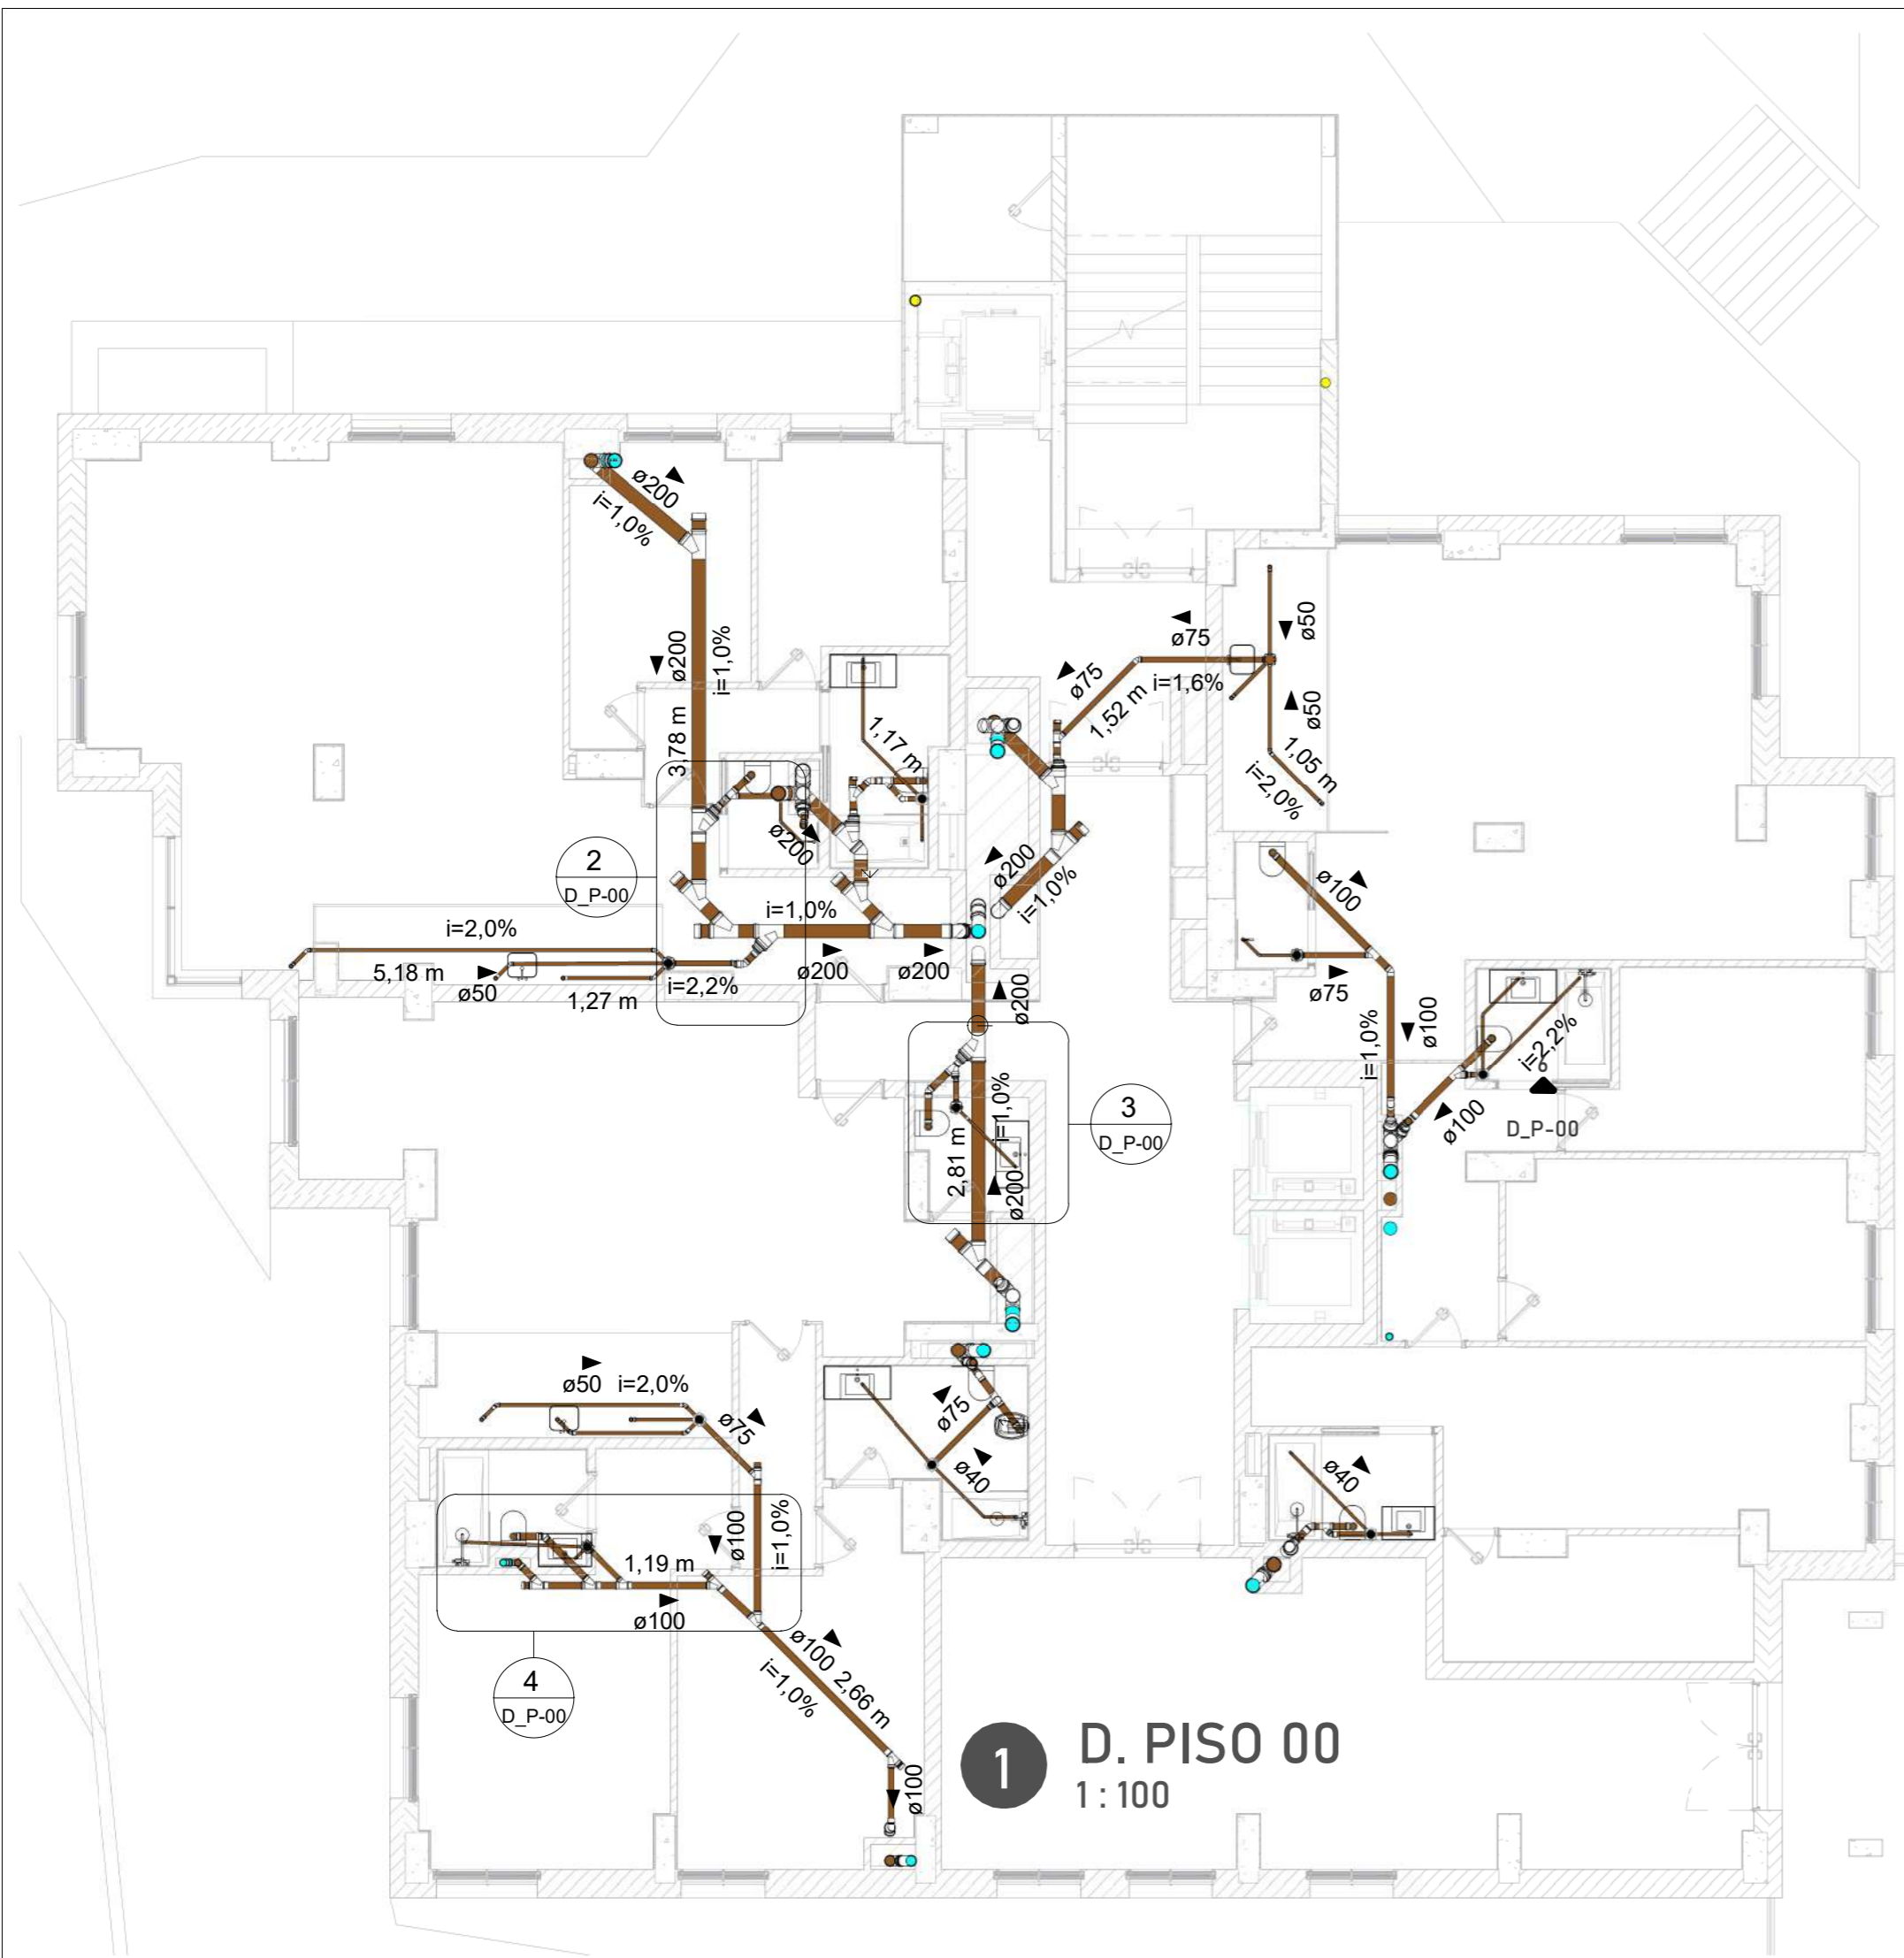 ø200
i=1,0%
ø200
i=1,0%
3,78 m
ø75
ø50
ø75
1,52 m
i=1,6%
ø50
1,05 m
i=2,0%
1,17 m
ø200
2
D_P-00
ø200
i=1,0%
ø100
i=1,0%
i=2,0%
5,18 m
ø50
1,27 m
i=2,2%
ø200
ø200
ø200
ø75
i=1,0%
ø100
i=2,2%
6
D_P-00
ø100
i=1,0%
2,81 m
ø200
3
D_P-00
ø50
i=2,0%
ø75
ø75
ø40
ø40
ø100
i=1,0%
1,19 m
ø100
4
D_P-00
ø100
2,66 m
i=1,0%
ø100
1
D. PISO 00
1 : 100